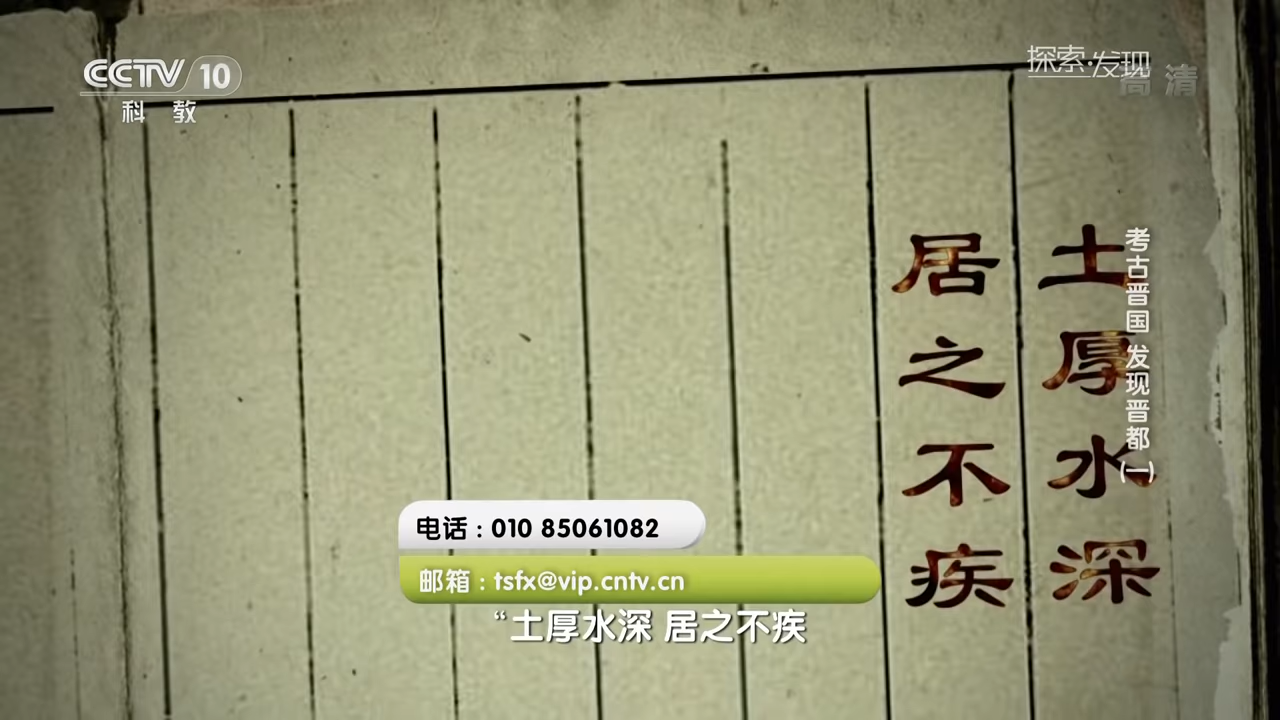 CCTV 10
科教
探索·发现
高清
土厚水深
居之不疾
考古晋国 发现晋都(一)
电话：010 85061082
邮箱：tsfx@vip.cntv.cn
“土厚水深 居之不疾